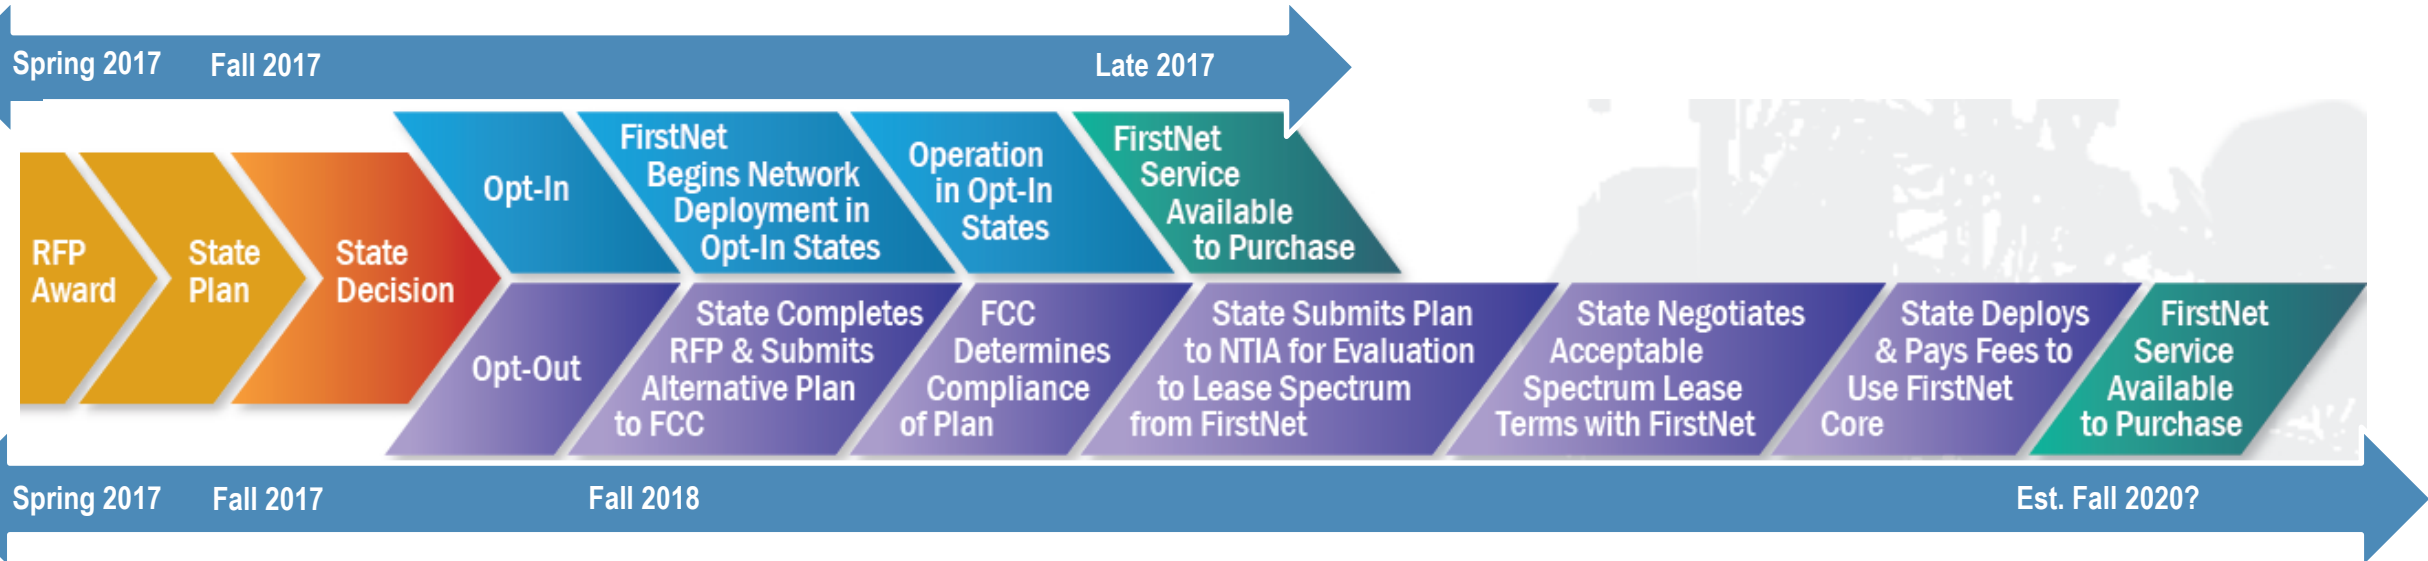 Spring 2017 Fall 2017 Late 2017
RFP
Award
State
Plan
State
Decision
Opt-In
FirstNet
Begins Network
Deployment in
Opt-In States
Operation
in Opt-In
States
FirstNet
Service
Available
to Purchase
Opt-Out
State Completes
RFP & Submits
Alternative Plan
to FCC
FCC
Determines
Compliance
of Plan
State Submits Plan
to NTIA for Evaluation
to Lease Spectrum
from FirstNet
State Negotiates
Acceptable
Spectrum Lease
Terms with FirstNet
State Deploys
& Pays Fees to
Use FirstNet
Core
FirstNet
Service
Available
to Purchase
Spring 2017 Fall 2017 Fall 2018 Est. Fall 2020?